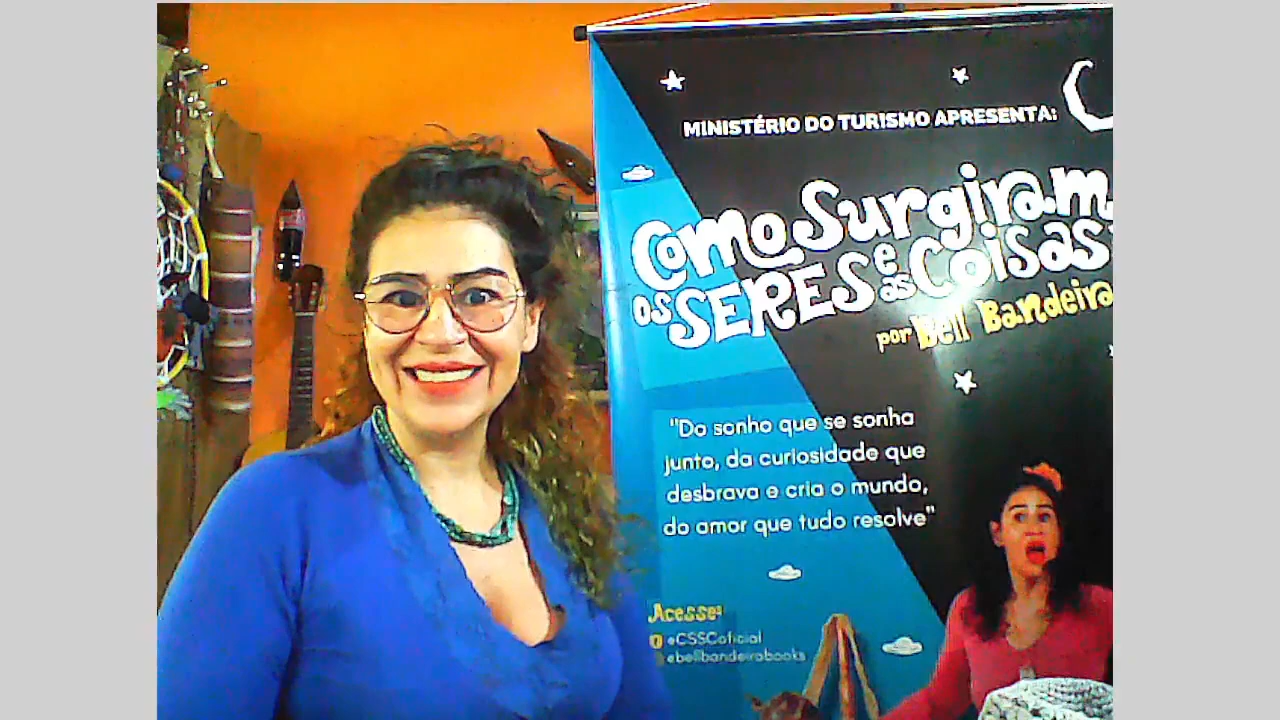 MINISTÉRIO DO TURISMO APRESENTA:
Como Surgiram
os SERES e as Coisas
por Bell Bandeira
"Do sonho que se sonha
junto, da curiosidade que
desbrava e cria o mundo,
do amor que tudo resolve"
Acesse:
@CSSCoficial
@bellbandeirabooks